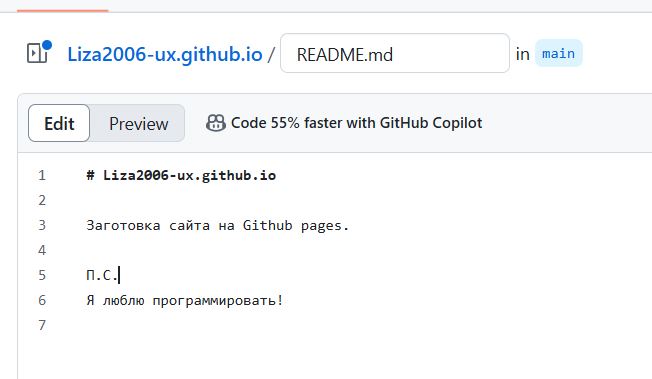 Liza2006-ux.github.io / README.md in main
Edit Preview Code 55% faster with GitHub Copilot
1 # Liza2006-ux.github.io
2
3 Заготовка сайта на Github pages.
4
5 П.С.
6 Я люблю программировать!
7